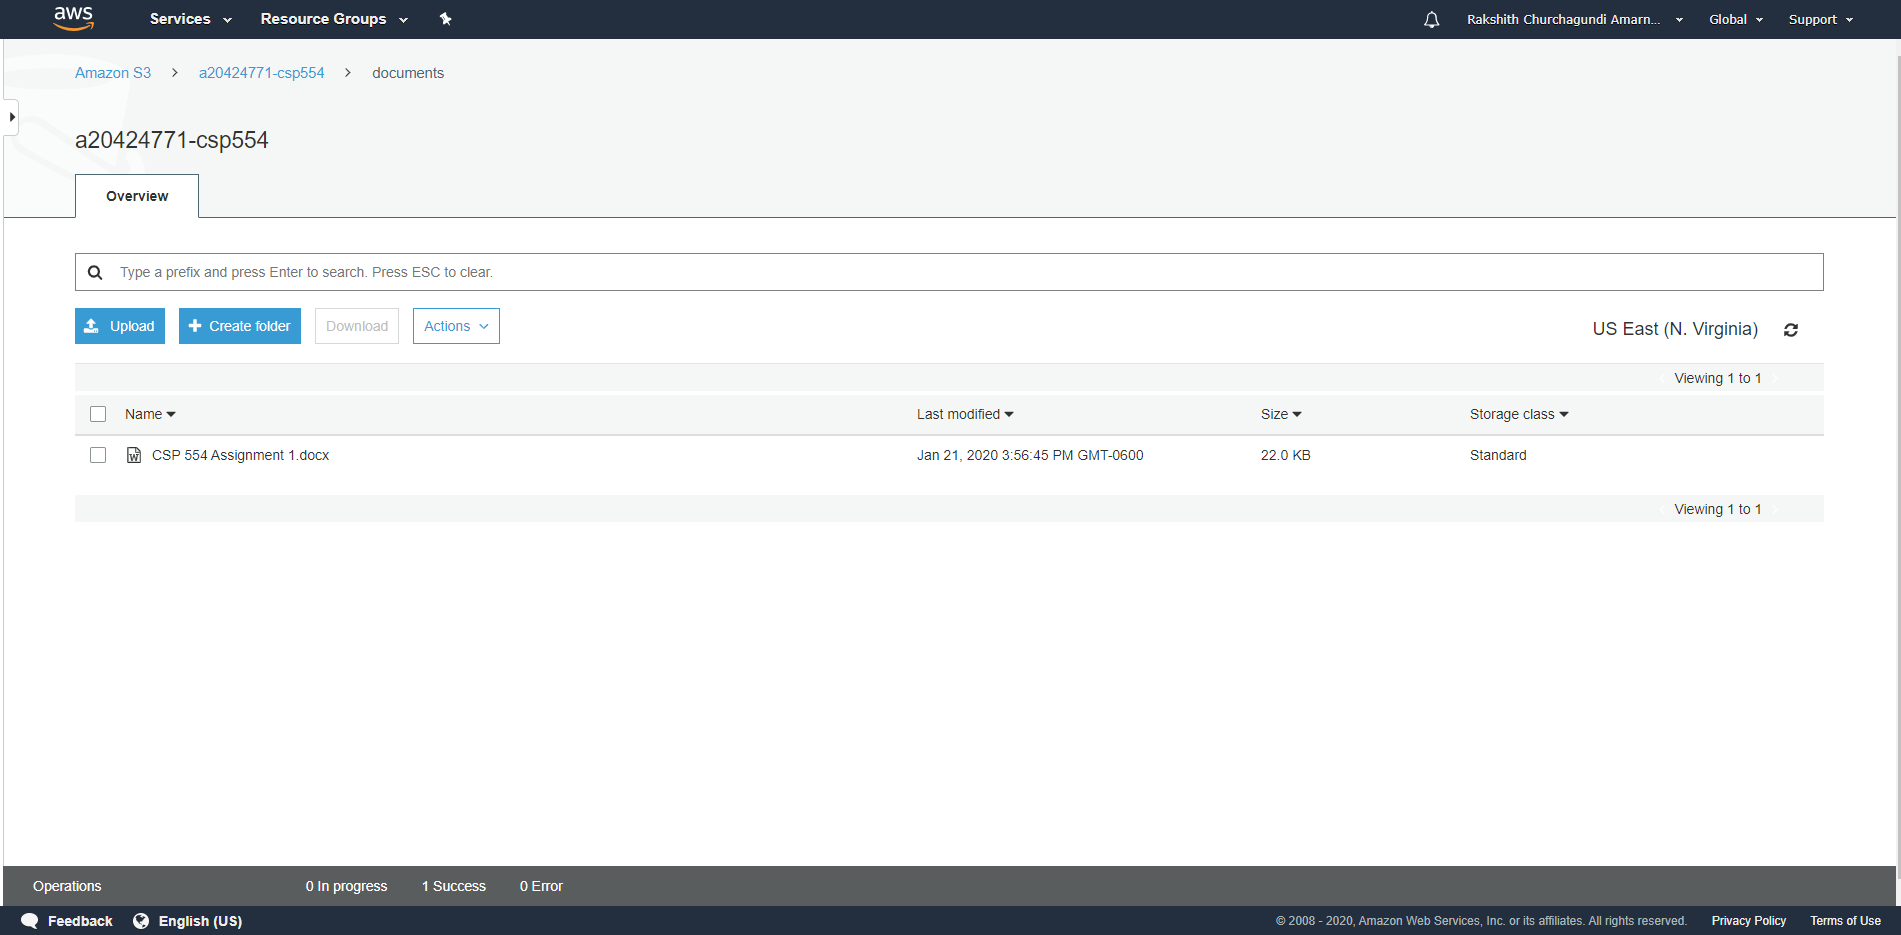 aws Services Resource Groups Rakshith Churchagundi Amarn... Global Support
Amazon S3 > a20424771-csp554 > documents
a20424771-csp554
Overview
Type a prefix and press Enter to search. Press ESC to clear.
Upload Create folder Download Actions US East (N. Virginia)
Viewing 1 to 1
Name Last modified Size Storage class
CSP 554 Assignment 1.docx Jan 21, 2020 3:56:45 PM GMT-0600 22.0 KB Standard
Viewing 1 to 1
Operations 0 In progress 1 Success 0 Error
Feedback English (US) © 2008 - 2020, Amazon Web Services, Inc. or its affiliates. All rights reserved. Privacy Policy Terms of Use